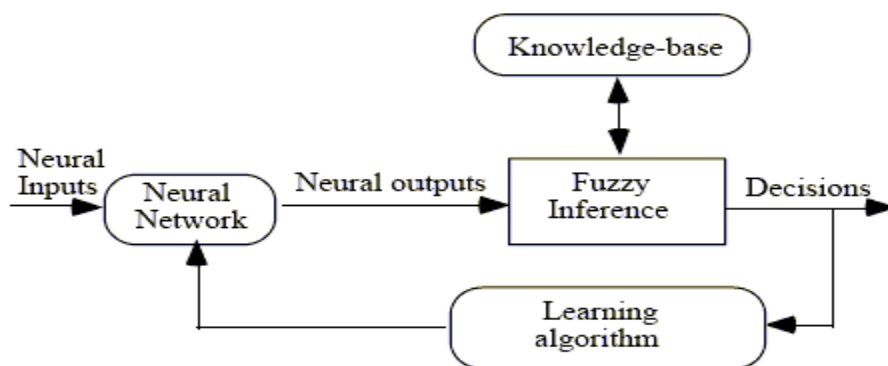 Knowledge-base
Neural
Inputs
Neural
Network
Neural outputs
Fuzzy
Inference
Decisions
Learning
algorithm